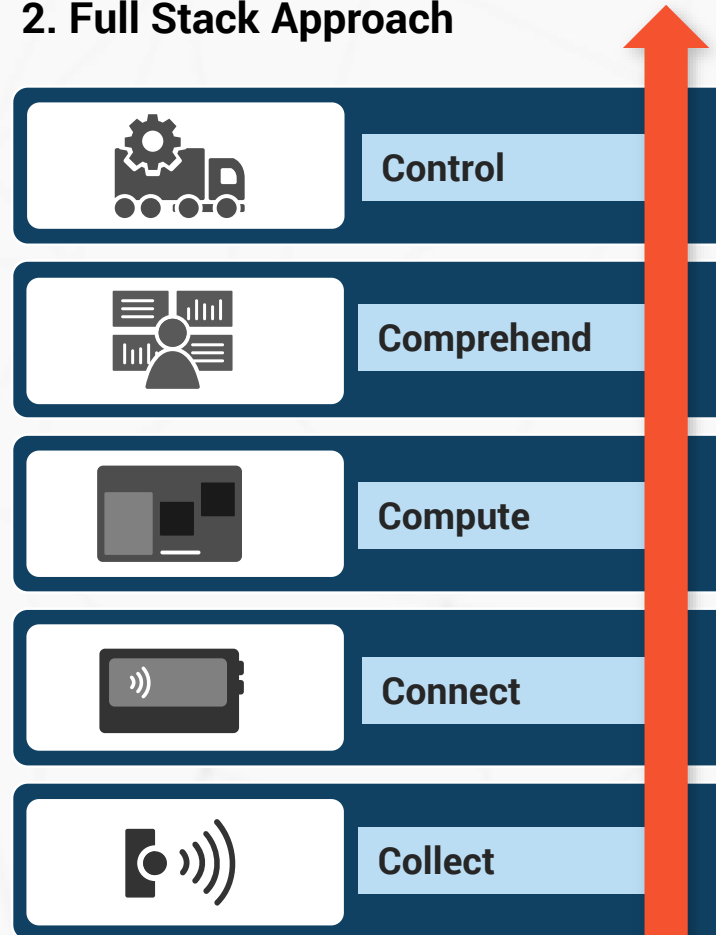 2. Full Stack Approach
Control
Comprehend
Compute
Connect
Collect